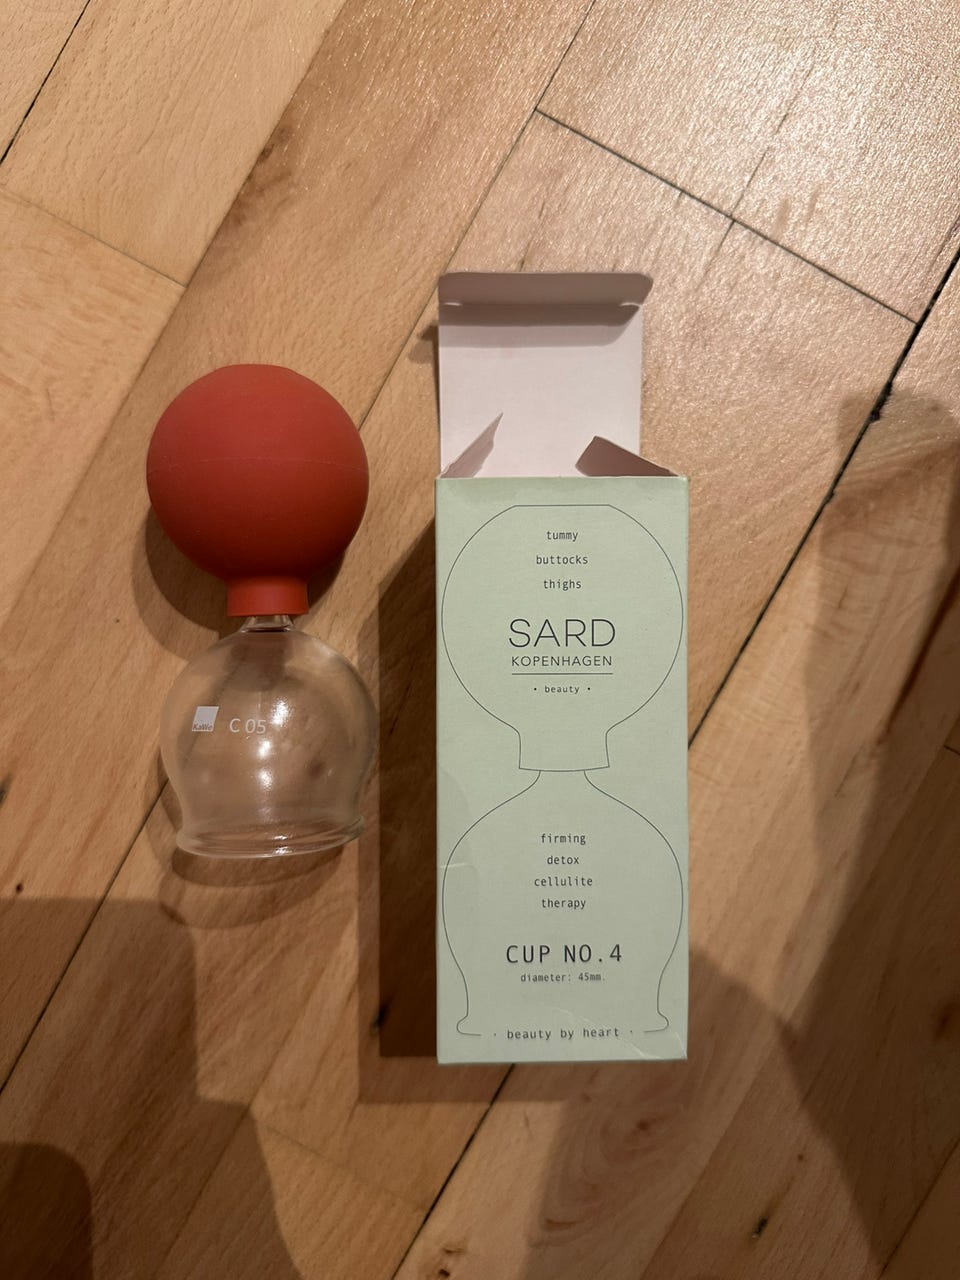 KaWe C 05
tummy
buttocks
thighs
SARD
KOPENHAGEN
• beauty •
firming
detox
cellulite
therapy
CUP NO.4
diameter: 45mm.
· beauty by heart ·